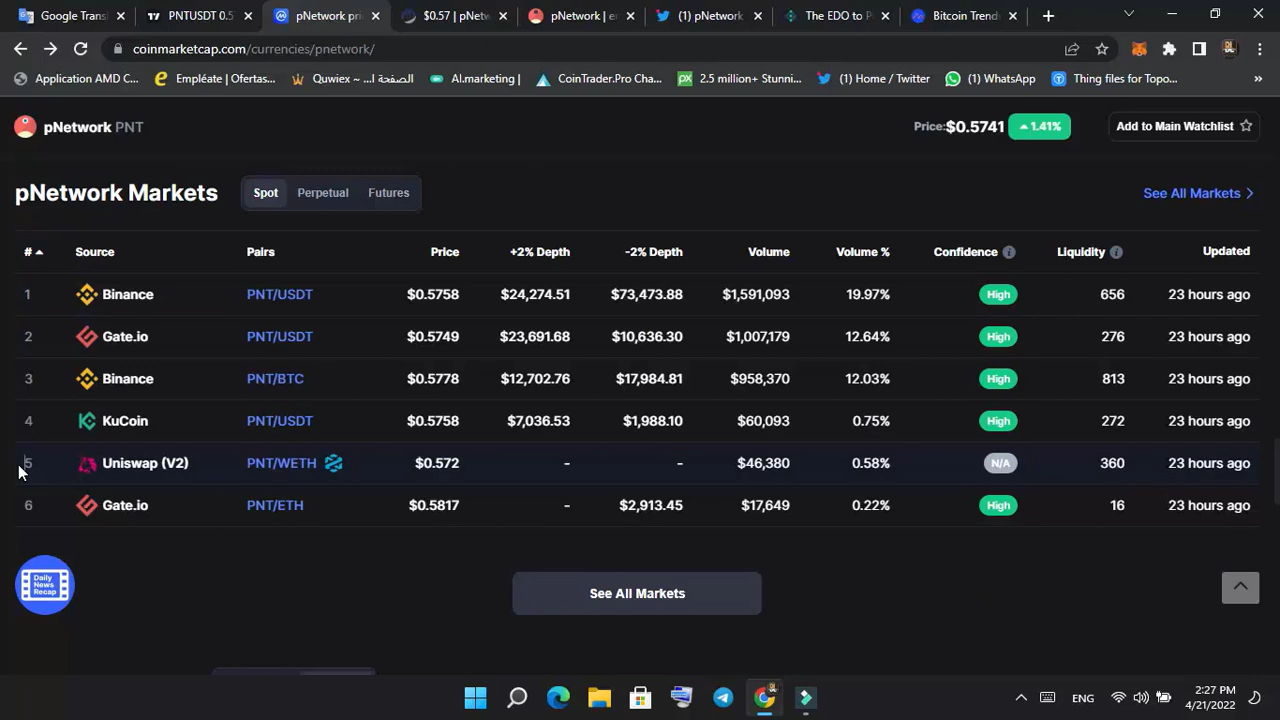 Google Transl
PNTUSDT 0.5
pNetwork pri
$0.57 | pNetw
pNetwork | e
(1) pNetwork
The EDO to P
Bitcoin Trend
coinmarketcap.com/currencies/pnetwork/
Application AMD C...
Empléate | Ofertas...
Quwiex ~ الصفحة ا...
AI.marketing |
CoinTrader.Pro Cha...
2.5 million+ Stunni...
(1) Home / Twitter
(1) WhatsApp
Thing files for Topo...
»
pNetwork PNT
Price:$0.5741
1.41%
Add to Main Watchlist
pNetwork Markets
Spot
Perpetual
Futures
See All Markets
# Source Pairs Price +2% Depth -2% Depth Volume Volume % Confidence Liquidity Updated
1 Binance PNT/USDT $0.5758 $24,274.51 $73,473.88 $1,591,093 19.97% High 656 23 hours ago
2 Gate.io PNT/USDT $0.5749 $23,691.68 $10,636.30 $1,007,179 12.64% High 276 23 hours ago
3 Binance PNT/BTC $0.5778 $12,702.76 $17,984.81 $958,370 12.03% High 813 23 hours ago
4 KuCoin PNT/USDT $0.5758 $7,036.53 $1,988.10 $60,093 0.75% High 272 23 hours ago
5 Uniswap (V2) PNT/WETH $0.572 - - $46,380 0.58% N/A 360 23 hours ago
6 Gate.io PNT/ETH $0.5817 - $2,913.45 $17,649 0.22% High 16 23 hours ago
Daily
News
Recap
See All Markets
ENG
2:27 PM
4/21/2022